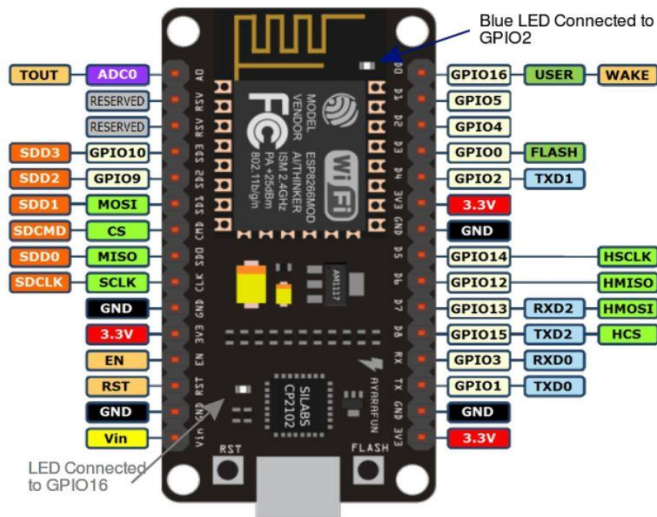 Blue LED Connected to
GPIO2
TOUT ADC0
RESERVED
RESERVED
SDD3 GPIO10
SDD2 GPIO9
SDD1 MOSI
SDCMD CS
SDD0 MISO
SDCLK SCLK
GND
3.3V
EN
RST
GND
Vin
LED Connected
to GPIO16
A0
RSV
RSV
SD3
SD2
SD1
CMD
SD0
CLK
GND
3V3
EN
RST
GND
Vin
MODEL
VENDOR
ESP8266MOD
AI/THINKER
ISM 2.4GHz
PA +25dBm
802.11b/g/n
FC
WiFi
AM1117
SILABS
CP2102
AYARAFUN
RST
FLASH
D0
D1
D2
D3
D4
3V3
GND
D5
D6
D7
D8
RX
TX
GND
3V3
GPIO16 USER WAKE
GPIO5
GPIO4
GPIO0 FLASH
GPIO2 TXD1
3.3V
GND
GPIO14 HSCLK
GPIO12 HMISO
GPIO13 RXD2 HMOSI
GPIO15 TXD2 HCS
GPIO3 RXD0
GPIO1 TXD0
GND
3.3V